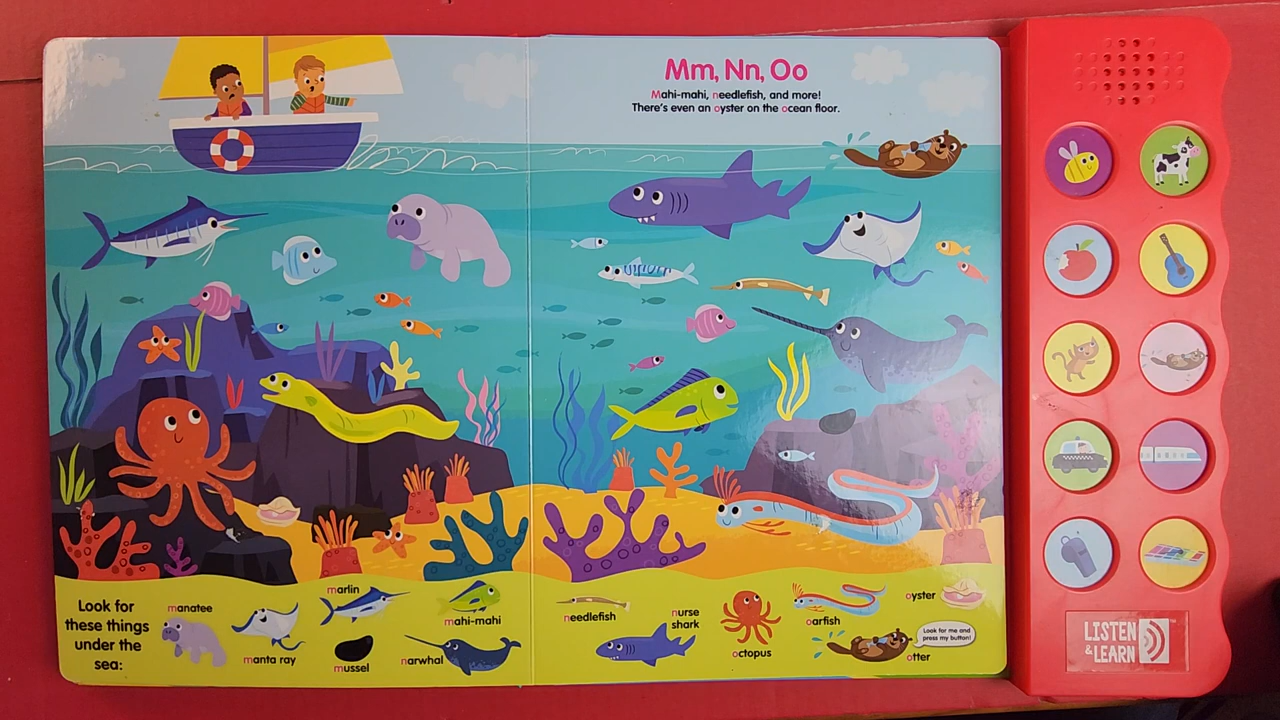 Mm, Nn, Oo
Mahi-mahi, needlefish, and more!
There's even an oyster on the ocean floor.
Look for
these things
under the
sea:
manatee
manta ray
marlin
mussel
mahi-mahi
narwhal
needlefish
nurse
shark
octopus
oarfish
otter
oyster
Look for me and
press my button!
LISTEN
& LEARN